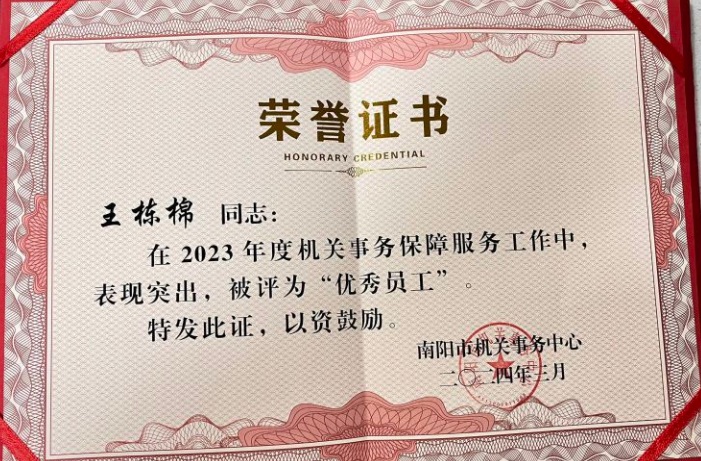 荣誉证书
HONORARY CREDENTIAL
王栋棉 同志：
在 2023 年度机关事务保障服务工作中，
表现突出，被评为“优秀员工”。
特发此证，以资鼓励。
南阳市机关事务中心
二〇二四年三月